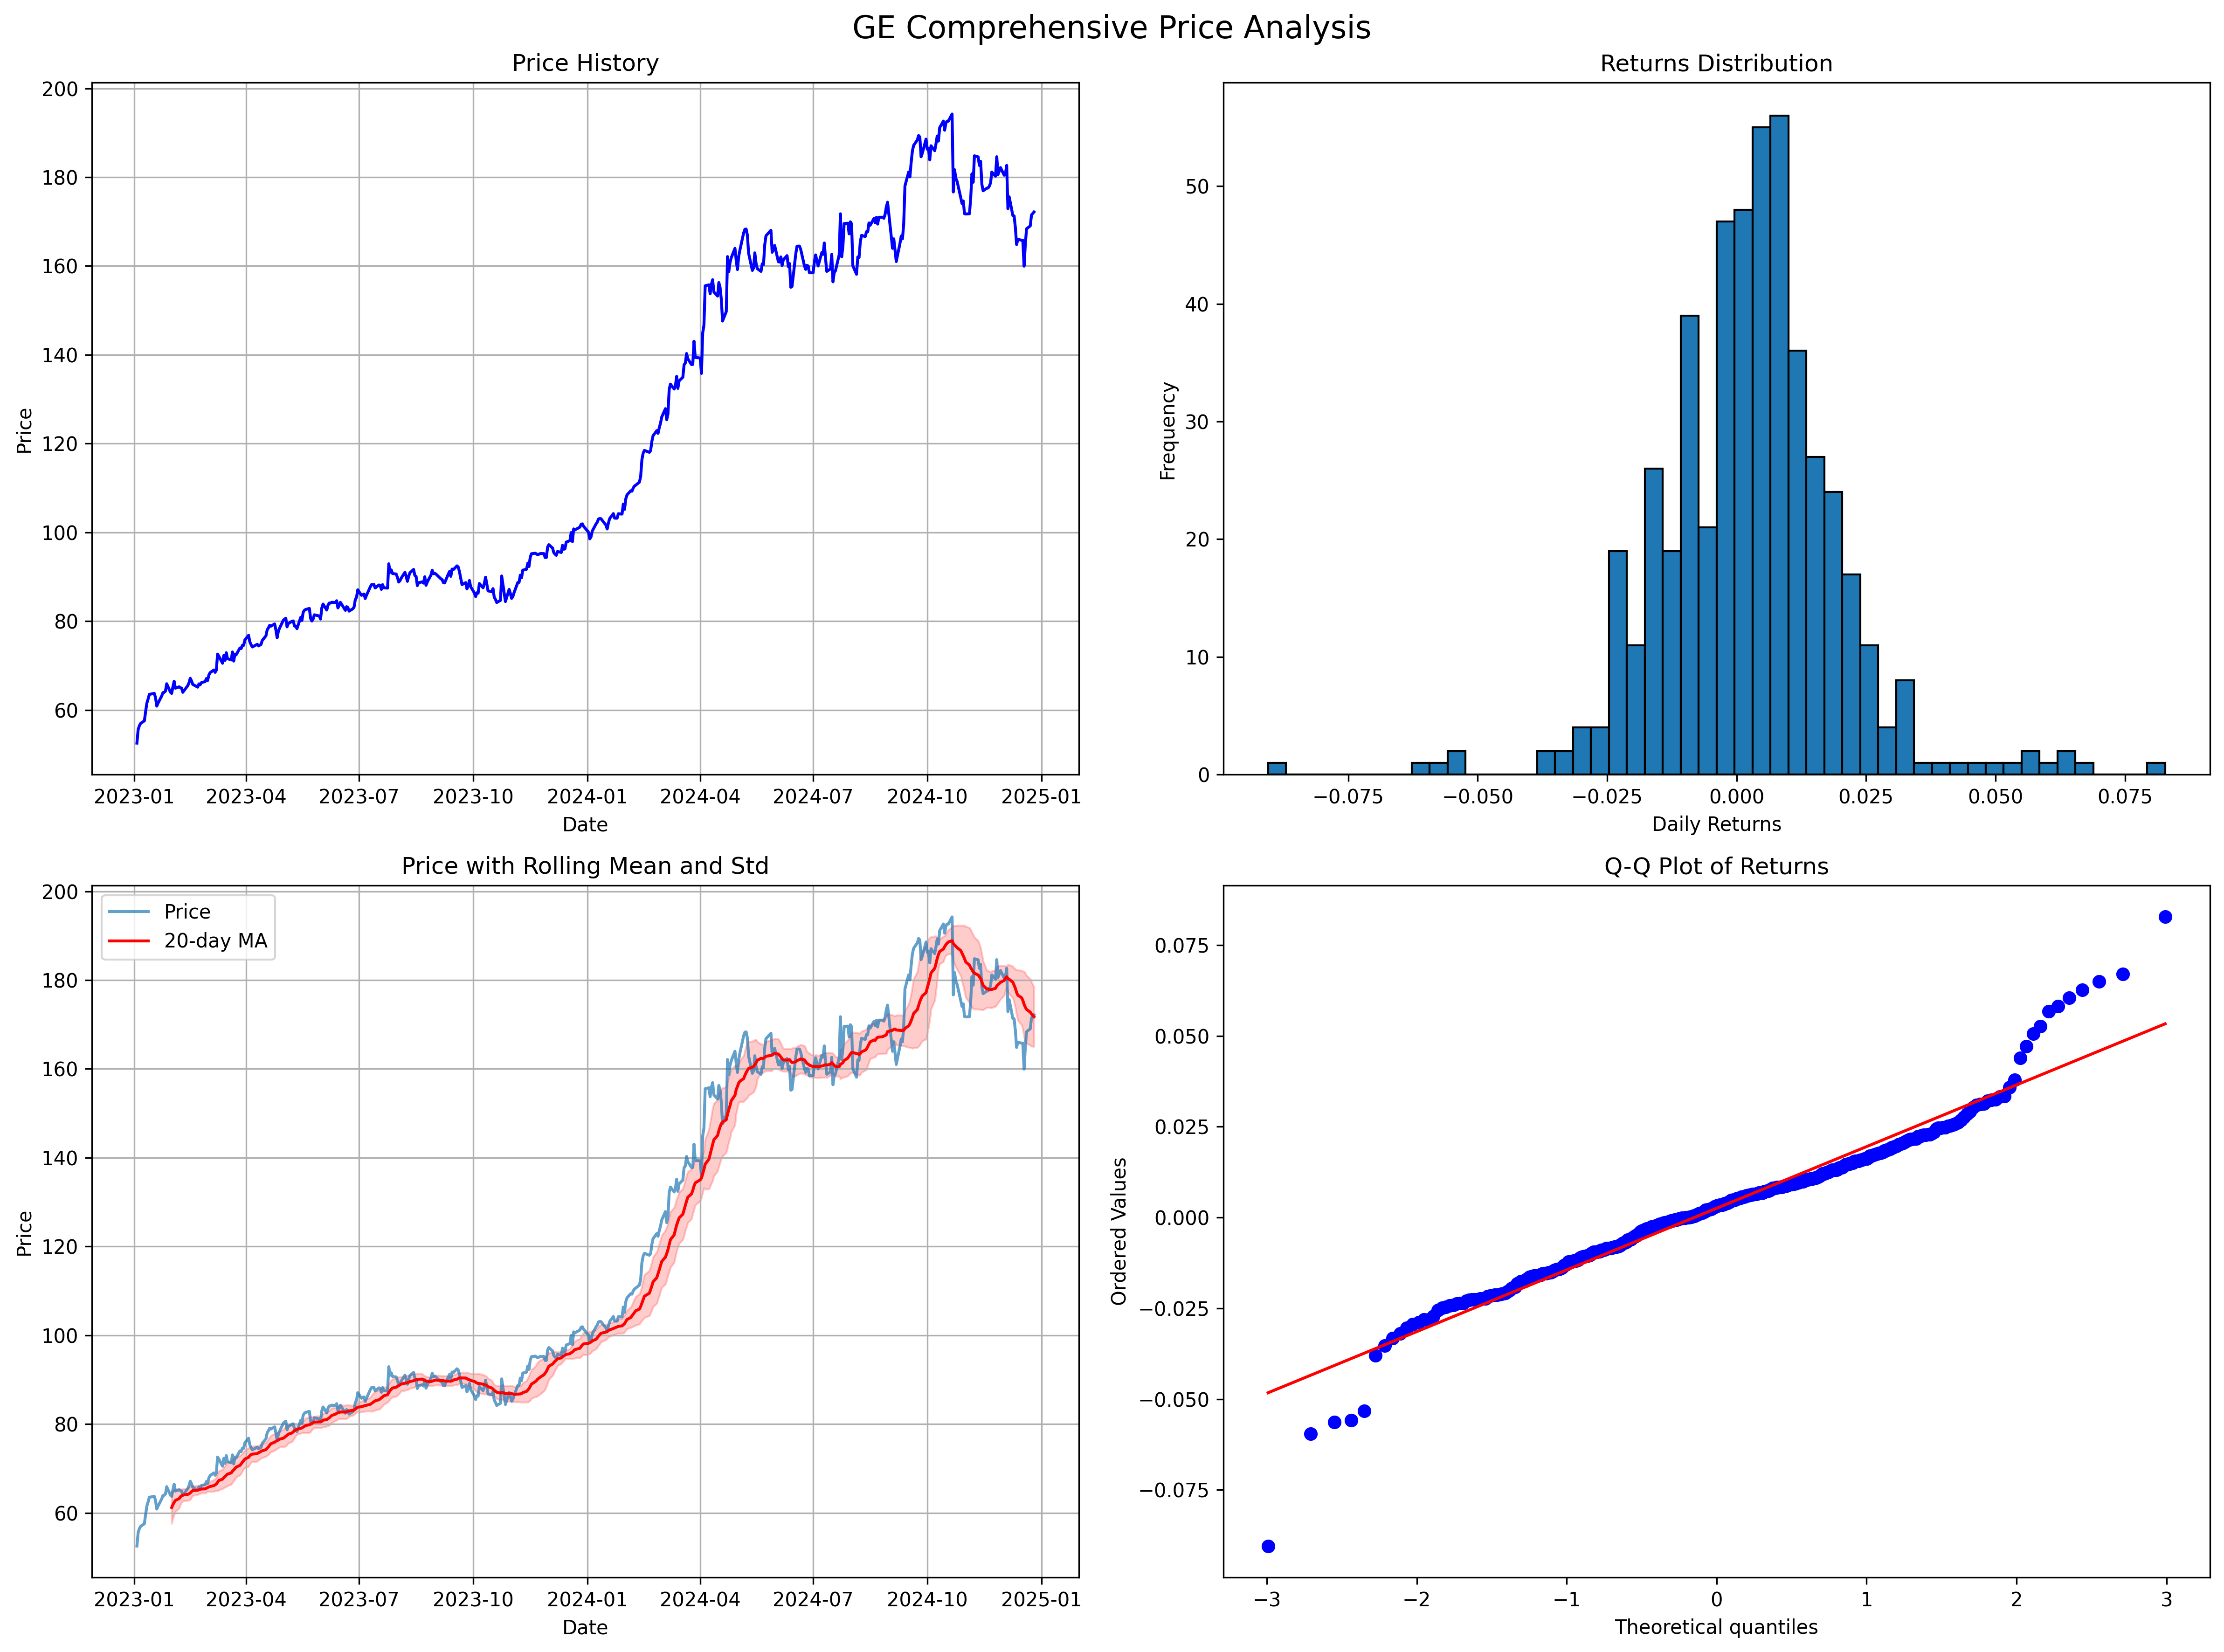 GE Comprehensive Price Analysis
Price History
200
180
160
140
120
100
80
60
Price
2023-01 2023-04 2023-07 2023-10 2024-01 2024-04 2024-07 2024-10 2025-01
Date
Returns Distribution
50
40
30
20
10
0
Frequency
−0.075 −0.050 −0.025 0.000 0.025 0.050 0.075
Daily Returns
Price with Rolling Mean and Std
Price
20-day MA
200
180
160
140
120
100
80
60
Price
2023-01 2023-04 2023-07 2023-10 2024-01 2024-04 2024-07 2024-10 2025-01
Date
Q-Q Plot of Returns
0.075
0.050
0.025
0.000
−0.025
−0.050
−0.075
Ordered Values
−3 −2 −1 0 1 2 3
Theoretical quantiles